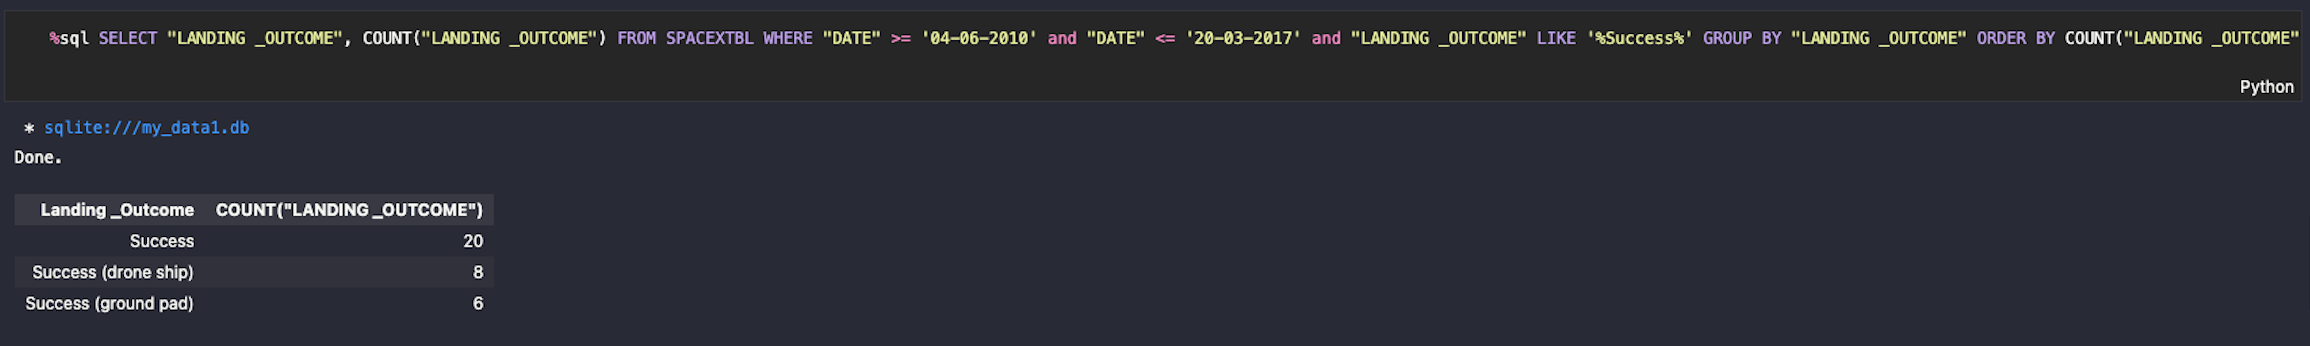 %sql SELECT "LANDING _OUTCOME", COUNT("LANDING _OUTCOME") FROM SPACEXTBL WHERE "DATE" >= '04-06-2010' and "DATE" <= '20-03-2017' and "LANDING _OUTCOME" LIKE '%Success%' GROUP BY "LANDING _OUTCOME" ORDER BY COUNT("LANDING _OUTCOME"
Python
* sqlite:///my_data1.db
Done.
Landing _Outcome COUNT("LANDING _OUTCOME")
Success 20
Success (drone ship) 8
Success (ground pad) 6